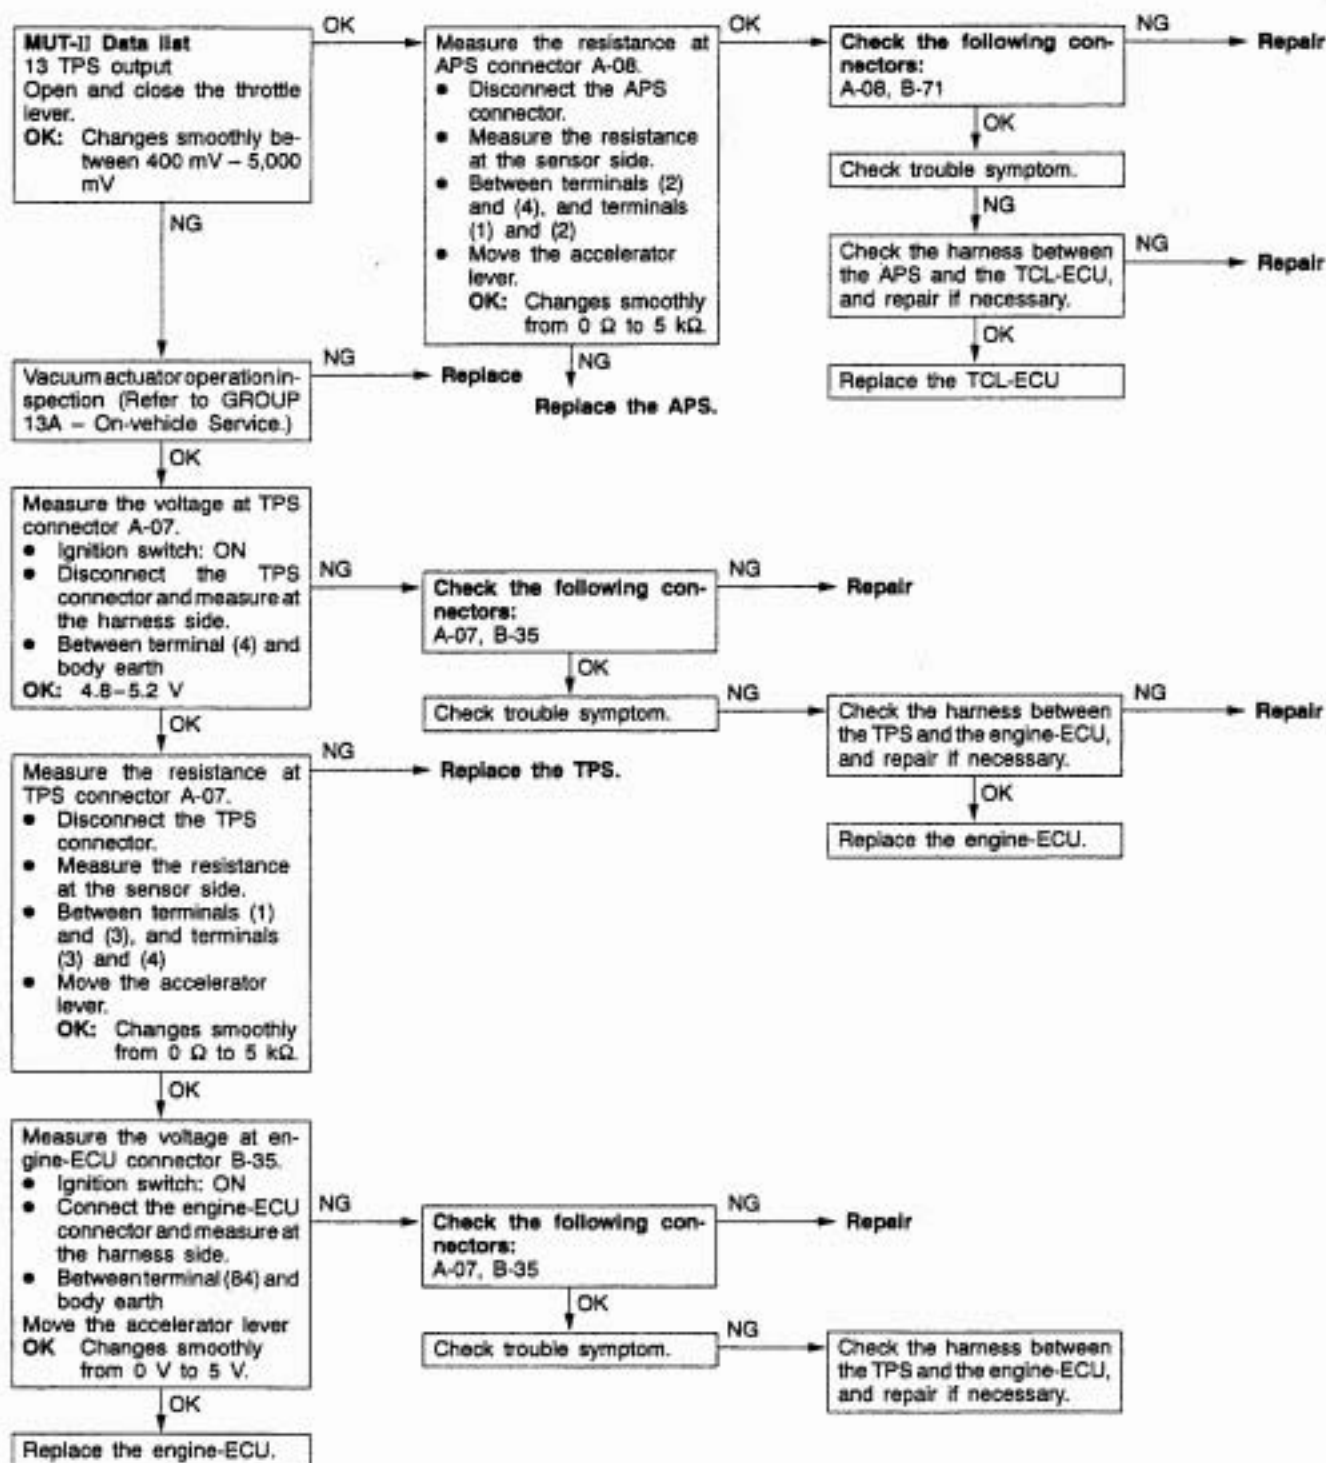 OK
MUT-II Data list
13 TPS output
Open and close the throttle
lever.
OK: Changes smoothly be-
tween 400 mV – 5,000
mV
NG
Measure the resistance at
APS connector A-08.
● Disconnect the APS
connector.
● Measure the resistance
at the sensor side.
● Between terminals (2)
and (4), and terminals
(1) and (2)
● Move the accelerator
lever.
OK: Changes smoothly
from 0 Ω to 5 kΩ.
OK
NG
Replace the APS.
Check the following con-
nectors:
A-08, B-71
NG
Repair
OK
Check trouble symptom.
NG
Check the harness between
the APS and the TCL-ECU,
and repair if necessary.
NG
Repair
OK
Replace the TCL-ECU
Vacuum actuator operation in-
spection (Refer to GROUP
13A – On-vehicle Service.)
NG
Replace
OK
Measure the voltage at TPS
connector A-07.
● Ignition switch: ON
● Disconnect the TPS
connector and measure at
the harness side.
● Between terminal (4) and
body earth
OK: 4.8–5.2 V
NG
Check the following con-
nectors:
A-07, B-35
NG
Repair
OK
Check trouble symptom.
NG
Check the harness between
the TPS and the engine-ECU,
and repair if necessary.
NG
Repair
OK
Replace the engine-ECU.
OK
Measure the resistance at
TPS connector A-07.
● Disconnect the TPS
connector.
● Measure the resistance
at the sensor side.
● Between terminals (1)
and (3), and terminals
(3) and (4)
● Move the accelerator
lever.
OK: Changes smoothly
from 0 Ω to 5 kΩ.
NG
Replace the TPS.
OK
Measure the voltage at en-
gine-ECU connector B-35.
● Ignition switch: ON
● Connect the engine-ECU
connector and measure at
the harness side.
● Between terminal (84) and
body earth
Move the accelerator lever
OK Changes smoothly
from 0 V to 5 V.
NG
Check the following con-
nectors:
A-07, B-35
NG
Repair
OK
Check trouble symptom.
NG
Check the harness between
the TPS and the engine-ECU,
and repair if necessary.
OK
Replace the engine-ECU.